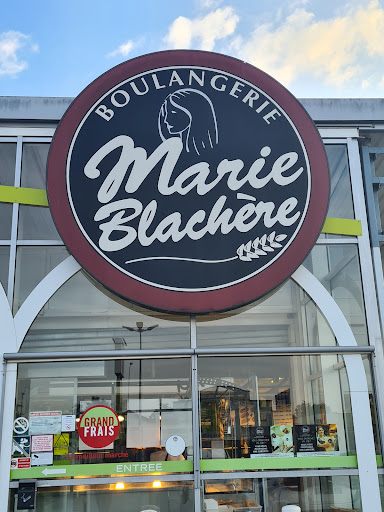 BOULANGERIE
Marie
Blachère
GRAND
FRAIS
ENTREE